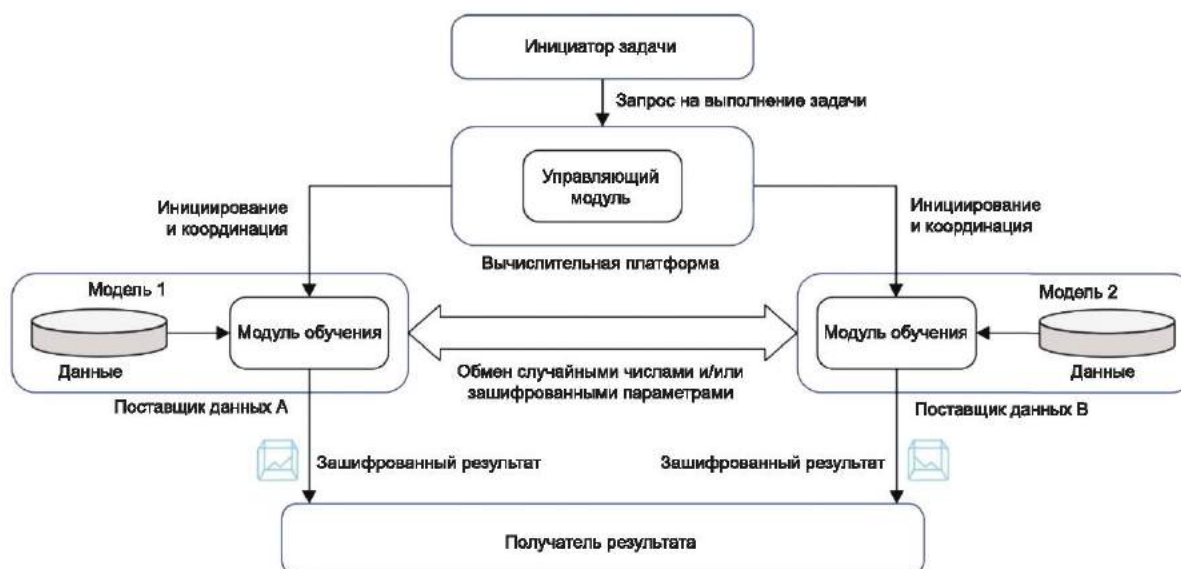 Инициатор задачи
Запрос на выполнение задачи
Управляющий
модуль
Инициирование
и координация
Инициирование
и координация
Вычислительная платформа
Модель 1
Модуль обучения
Данные
Поставщик данных А
Обмен случайными числами и/или
зашифрованными параметрами
Модель 2
Модуль обучения
Данные
Поставщик данных В
Зашифрованный результат
Зашифрованный результат
Получатель результата